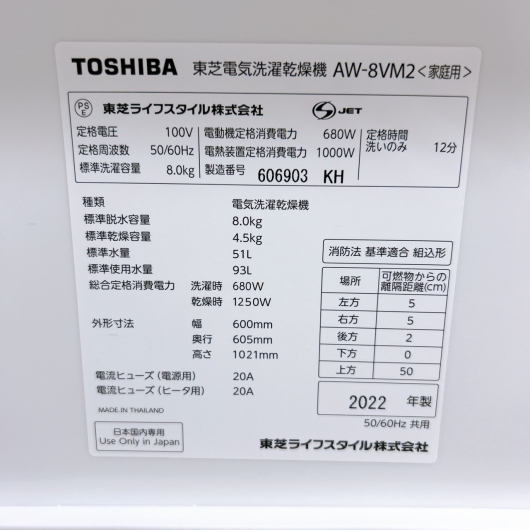 TOSHIBA 東芝電気洗濯乾燥機 AW-8VM2<家庭用>
PS E 東芝ライフスタイル株式会社 S JET
定格電圧 100V 電動機定格消費電力 680W 定格時間
定格周波数 50/60Hz 電熱装置定格消費電力 1000W 洗いのみ 12分
標準洗濯容量 8.0kg 製造番号 606903 KH
種類 電気洗濯乾燥機
標準脱水容量 8.0kg
標準乾燥容量 4.5kg
標準水量 51L
標準使用水量 93L
総合定格消費電力 洗濯時 680W
乾燥時 1250W
外形寸法 幅 600mm
奥行 605mm
高さ 1021mm
電流ヒューズ(電源用) 20A
電流ヒューズ(ヒータ用) 20A
MADE IN THAILAND
日本国内専用
Use Only in Japan
消防法 基準適合 組込形
場所 可燃物からの
離隔距離(cm)
左方 5
右方 5
後方 2
下方 0
上方 50
2022 年製
50/60Hz 共用
東芝ライフスタイル株式会社